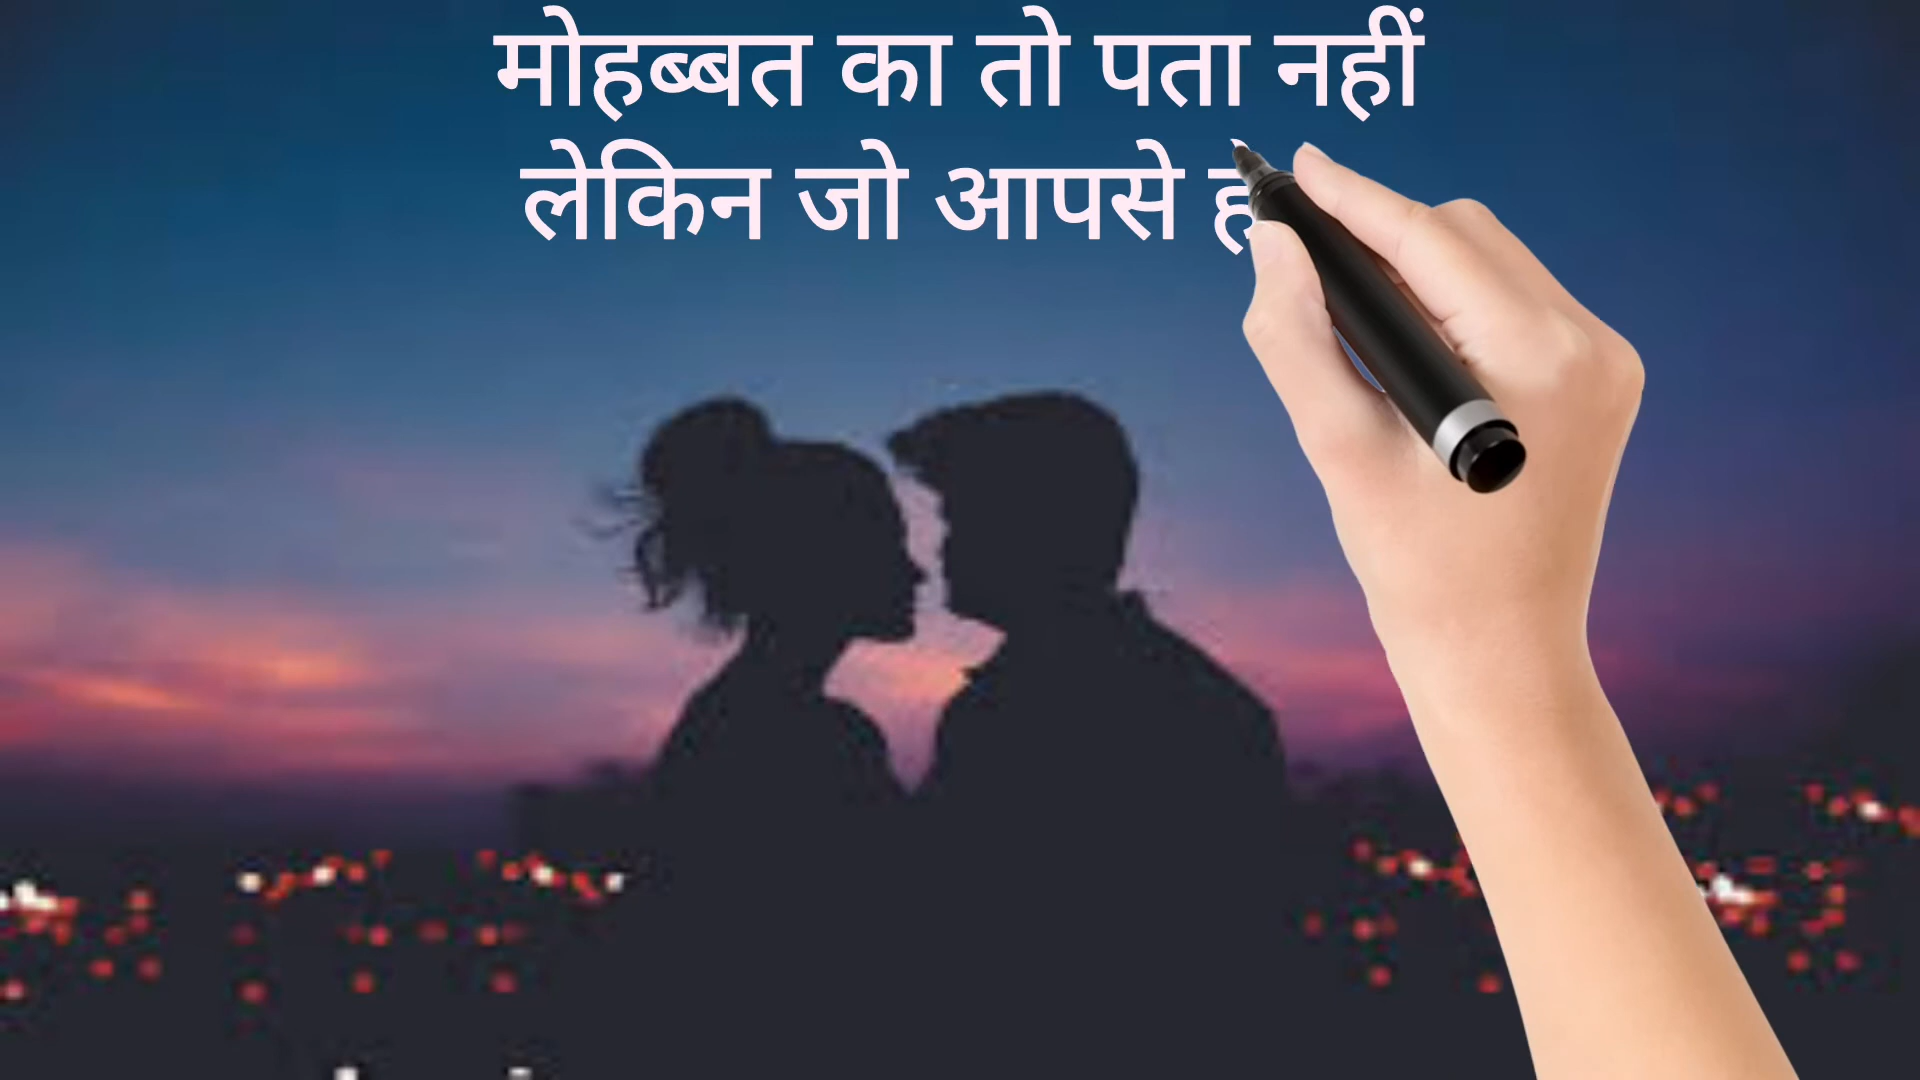 मोहब्बत का तो पता नहीं
लेकिन जो आपसे